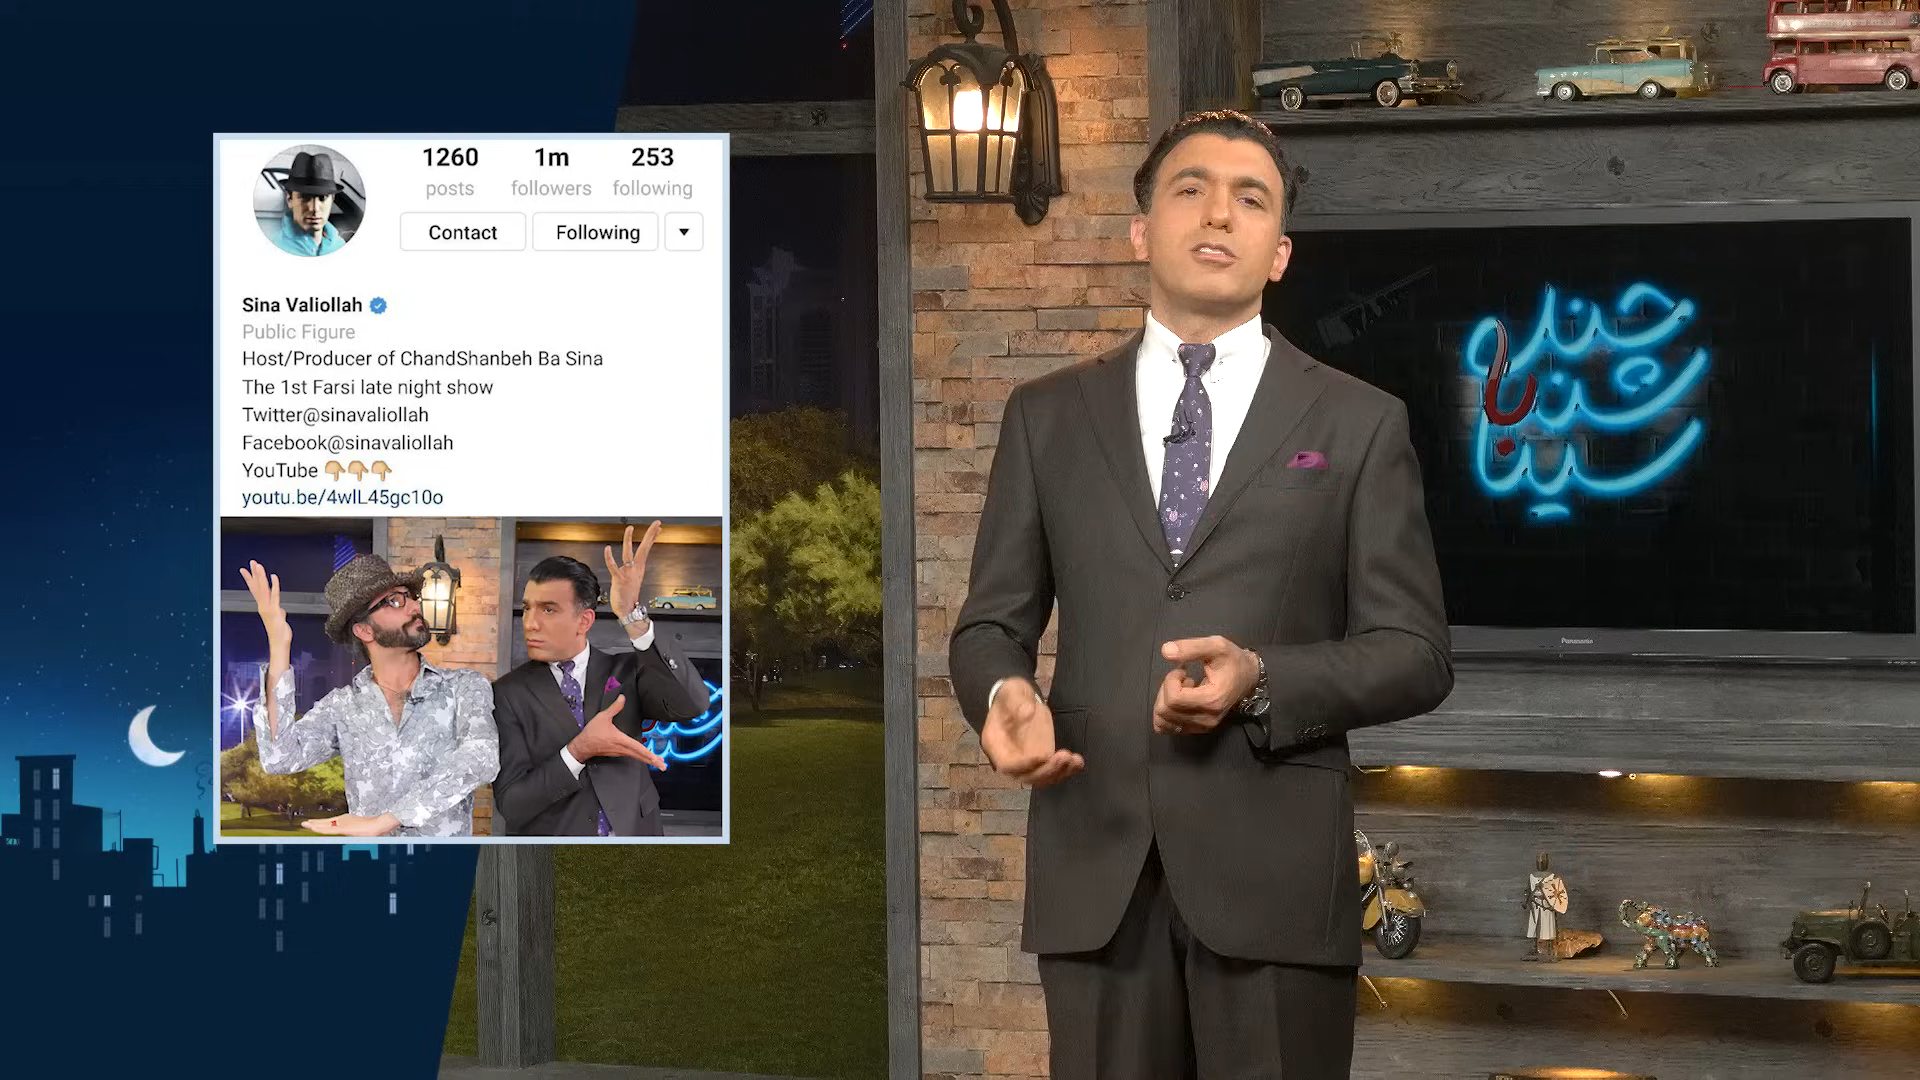 1260 1m 253
posts followers following
Contact Following
Sina Valiollah
Public Figure
Host/Producer of ChandShanbeh Ba Sina
The 1st Farsi late night show
Twitter@sinavaliollah
Facebook@sinavaliollah
YouTube 👇🏼👇🏼👇🏼
youtu.be/4wlL45gc10o
چند
شنبه
با
سینا
Panasonic